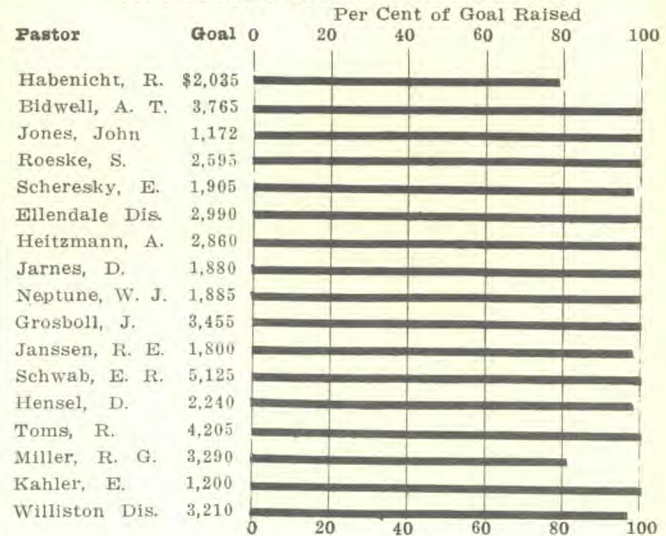 Per Cent of Goal Raised
Pastor Goal 0 20 40 60 80 100
Habenicht, R. $2,035
Bidwell, A. T. 3,765
Jones, John 1,172
Roeske, S. 2,595
Scheresky, E. 1,905
Ellendale Dis. 2,990
Heitzmann, A. 2,860
Jarnes, D. 1,880
Neptune, W. J. 1,885
Grosboll, J. 3,455
Janssen, R. E. 1,800
Schwab, E. R. 5,125
Hensel, D. 2,240
Toms, R. 4,205
Miller, R. G. 3,290
Kahler, E. 1,200
Williston Dis. 3,210
0 20 40 60 80 100